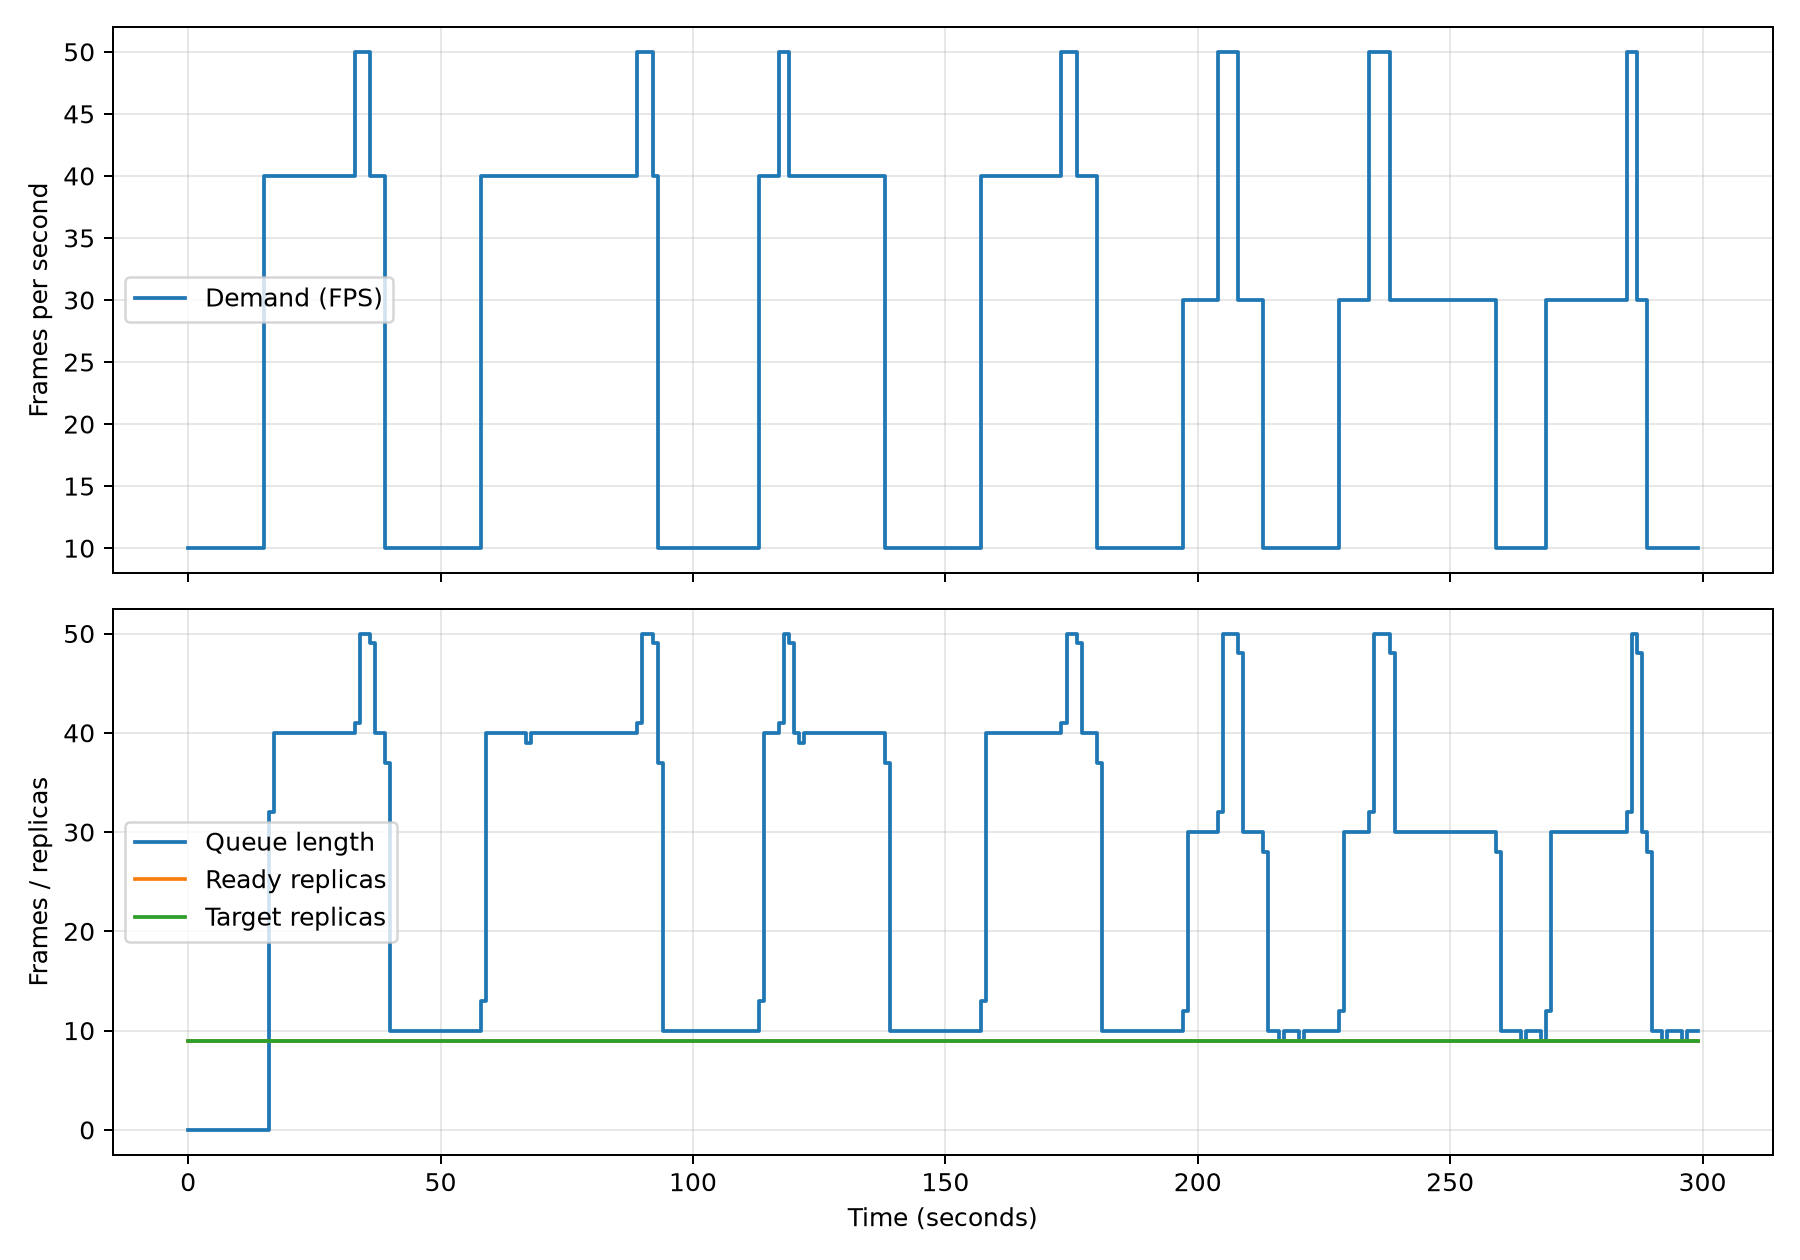 50
45
40
35
30
25
20
15
10
Frames per second
Demand (FPS)
50
40
30
20
10
0
Frames / replicas
Queue length
Ready replicas
Target replicas
0 50 100 150 200 250 300
Time (seconds)